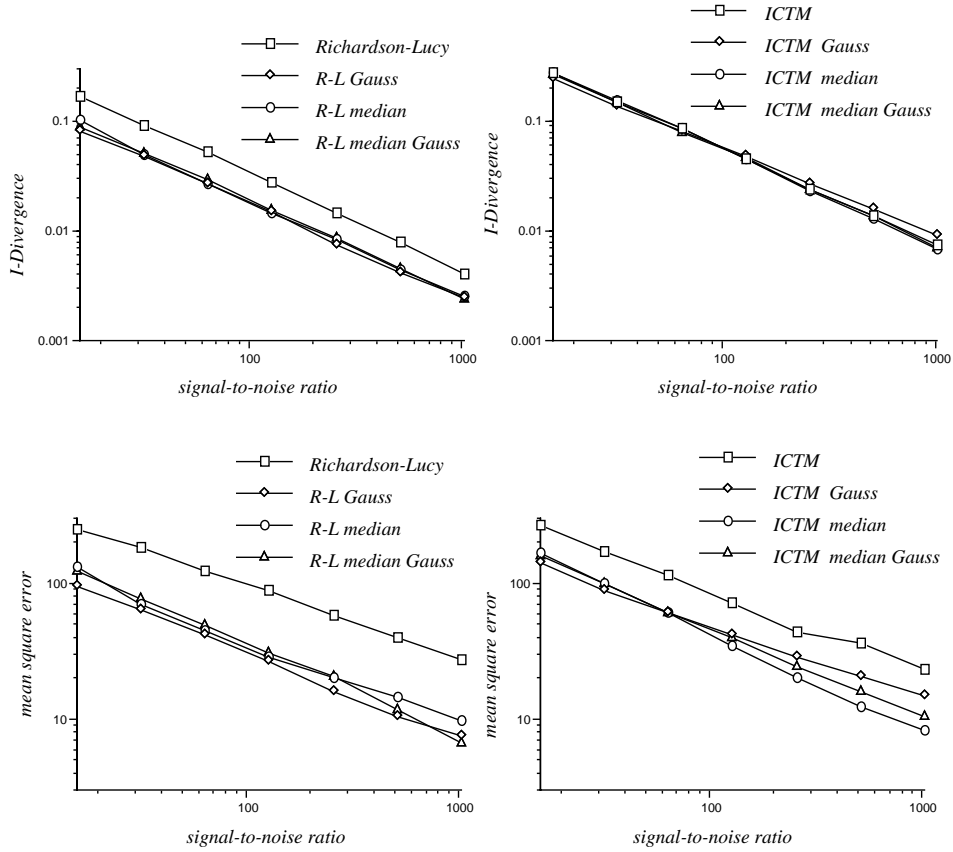 Richardson-Lucy
R-L Gauss
R-L median
R-L median Gauss
0.1
0.01
0.001
I-Divergence
100
1000
signal-to-noise ratio
ICTM
ICTM Gauss
ICTM median
ICTM median Gauss
0.1
0.01
0.001
I-Divergence
100
1000
signal-to-noise ratio
Richardson-Lucy
R-L Gauss
R-L median
R-L median Gauss
100
10
mean square error
100
1000
signal-to-noise ratio
ICTM
ICTM Gauss
ICTM median
ICTM median Gauss
100
10
mean square error
100
1000
signal-to-noise ratio